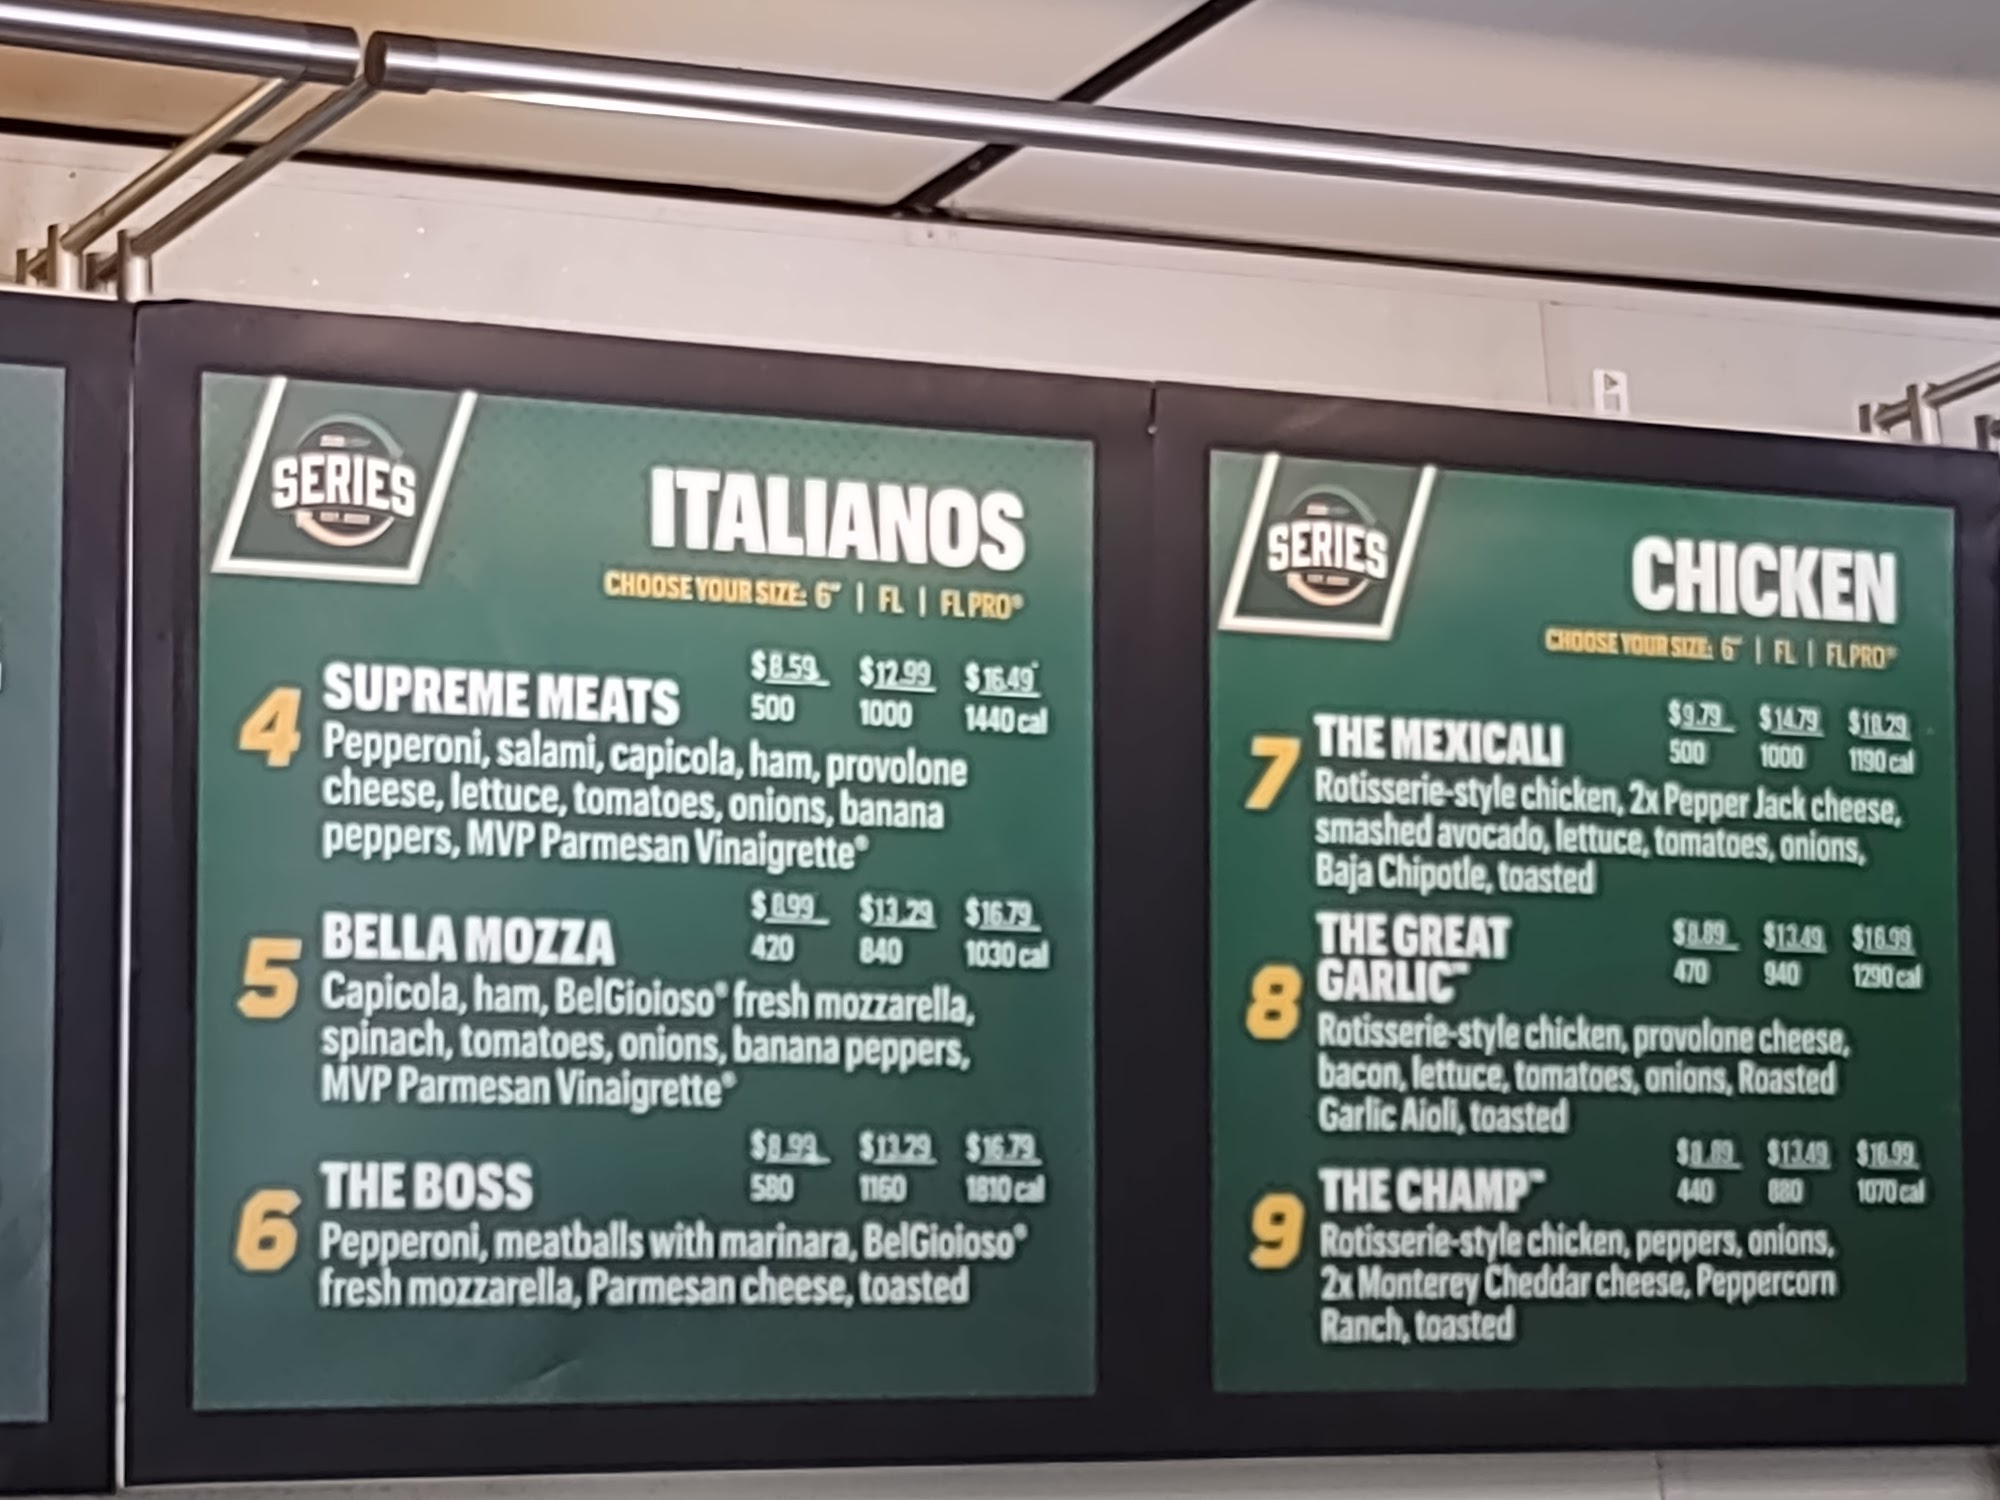 SERIES
ITALIANOS
CHOOSE YOUR SIZE: 6" | FL | FL PRO®
4 SUPREME MEATS $8.59 $12.99 $16.49
500 1000 1440 cal
Pepperoni, salami, capicola, ham, provolone
cheese, lettuce, tomatoes, onions, banana
peppers, MVP Parmesan Vinaigrette®
5 BELLA MOZZA $8.99 $13.29 $16.79
420 840 1030 cal
Capicola, ham, BelGioioso® fresh mozzarella,
spinach, tomatoes, onions, banana peppers,
MVP Parmesan Vinaigrette®
6 THE BOSS $8.99 $13.29 $16.79
580 1160 1810 cal
Pepperoni, meatballs with marinara, BelGioioso®
fresh mozzarella, Parmesan cheese, toasted
SERIES
CHICKEN
CHOOSE YOUR SIZE: 6" | FL | FL PRO®
7 THE MEXICALI $9.79 $14.79 $18.29
500 1000 1190 cal
Rotisserie-style chicken, 2x Pepper Jack cheese,
smashed avocado, lettuce, tomatoes, onions,
Baja Chipotle, toasted
8 THE GREAT
GARLIC™ $8.89 $13.49 $16.99
470 940 1290 cal
Rotisserie-style chicken, provolone cheese,
bacon, lettuce, tomatoes, onions, Roasted
Garlic Aioli, toasted
9 THE CHAMP™ $8.89 $13.49 $16.99
440 880 1070 cal
Rotisserie-style chicken, peppers, onions,
2x Monterey Cheddar cheese, Peppercorn
Ranch, toasted